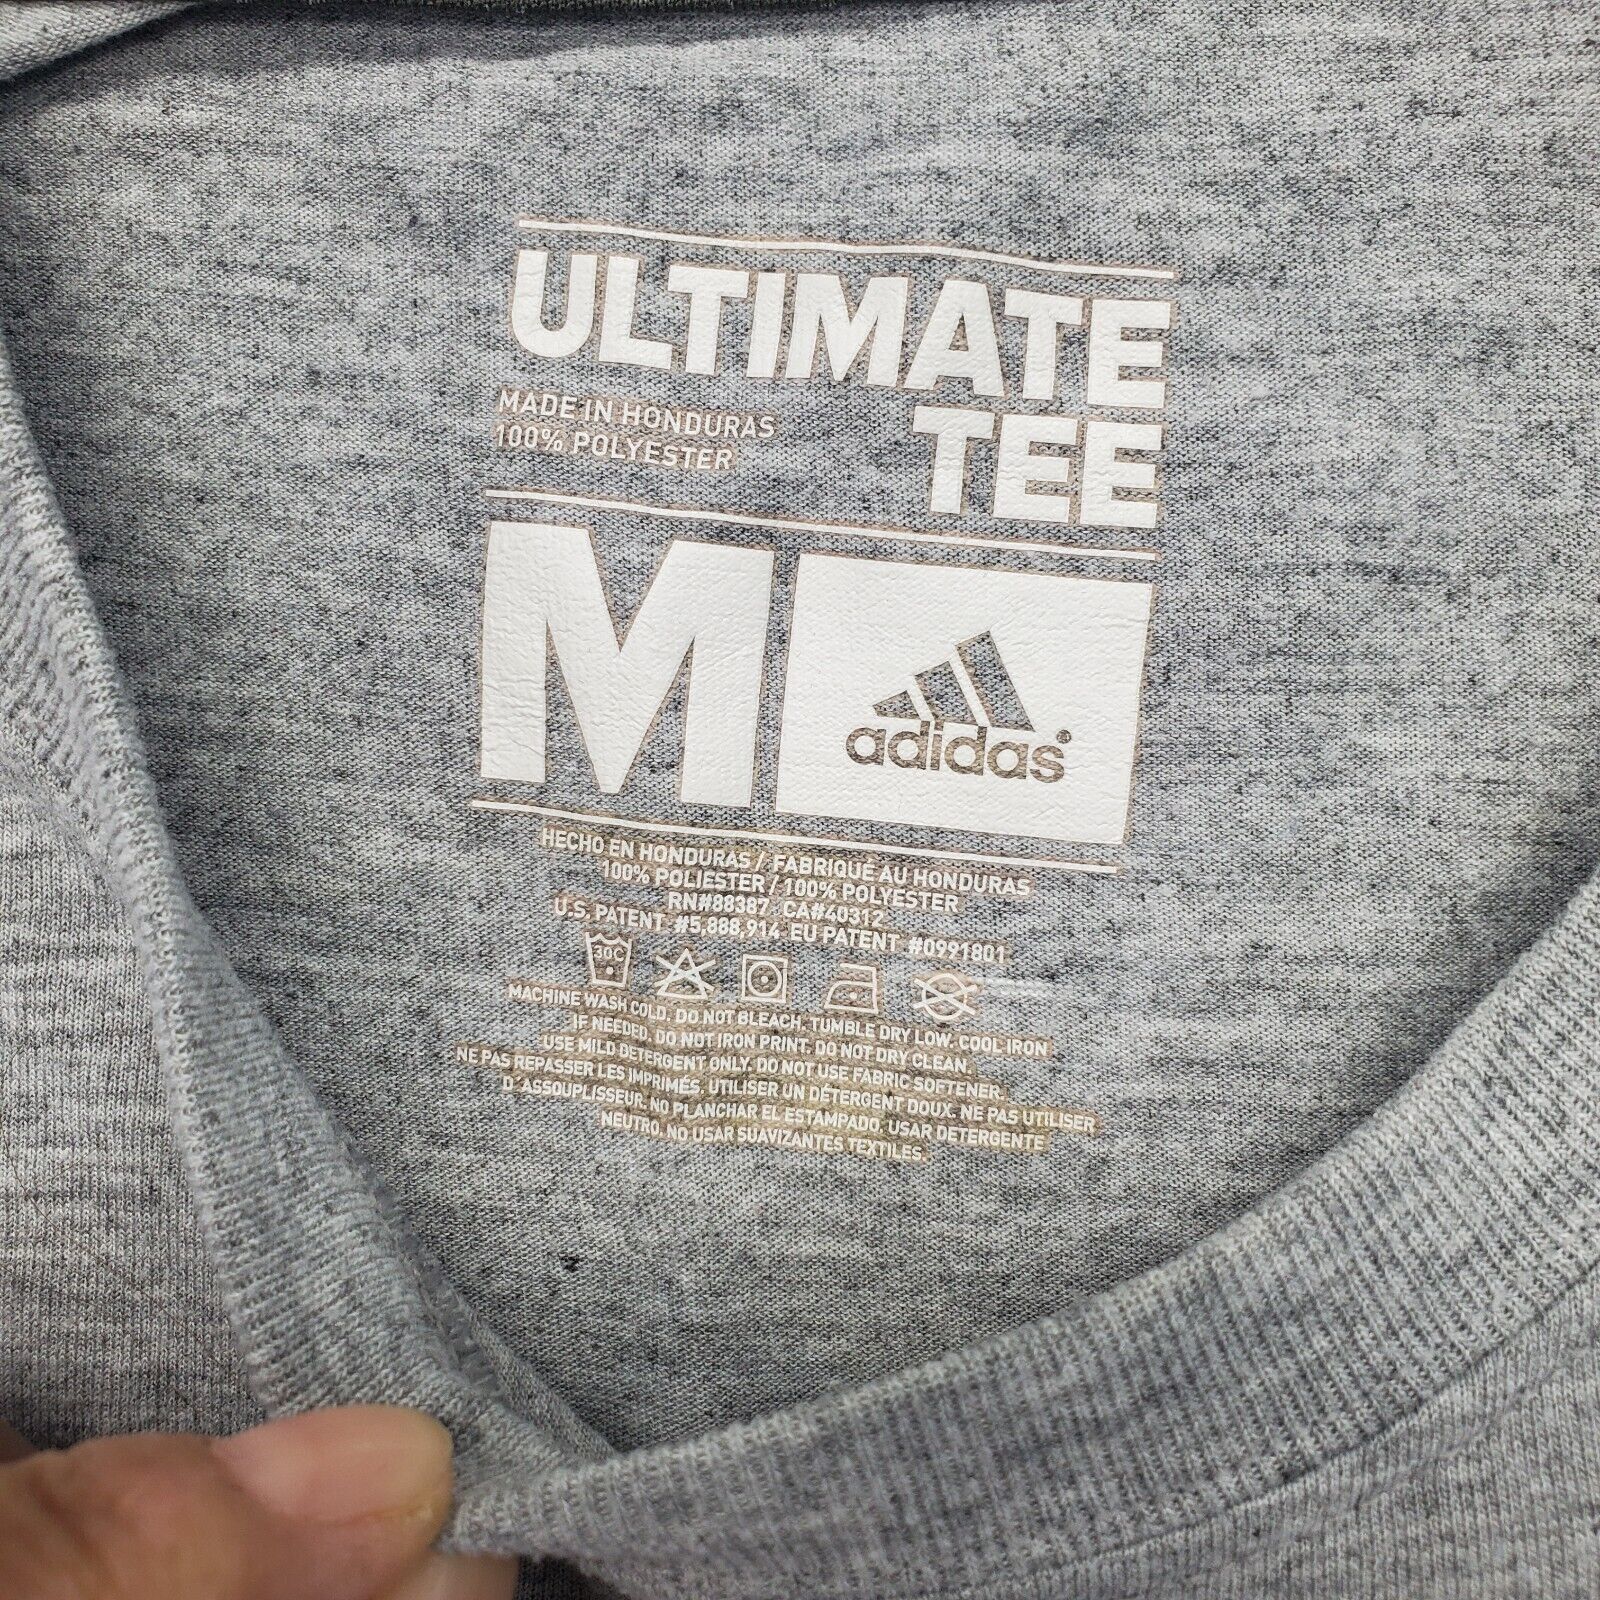 ULTIMATE
TEE
MADE IN HONDURAS
100% POLYESTER
M
adidas®
HECHO EN HONDURAS / FABRIQUÉ AU HONDURAS
100% POLIESTER / 100% POLYESTER
RN#88387 CA#40312
U.S. PATENT #5,888,914 EU PATENT #0991801
30C
MACHINE WASH COLD. DO NOT BLEACH. TUMBLE DRY LOW. COOL IRON
IF NEEDED. DO NOT IRON PRINT. DO NOT DRY CLEAN.
USE MILD DETERGENT ONLY. DO NOT USE FABRIC SOFTENER.
NE PAS REPASSER LES IMPRIMÉS. UTILISER UN DÉTERGENT DOUX. NE PAS UTILISER
D´ASSOUPLISSEUR. NO PLANCHAR EL ESTAMPADO. USAR DETERGENTE
NEUTRO. NO USAR SUAVIZANTES TEXTILES.